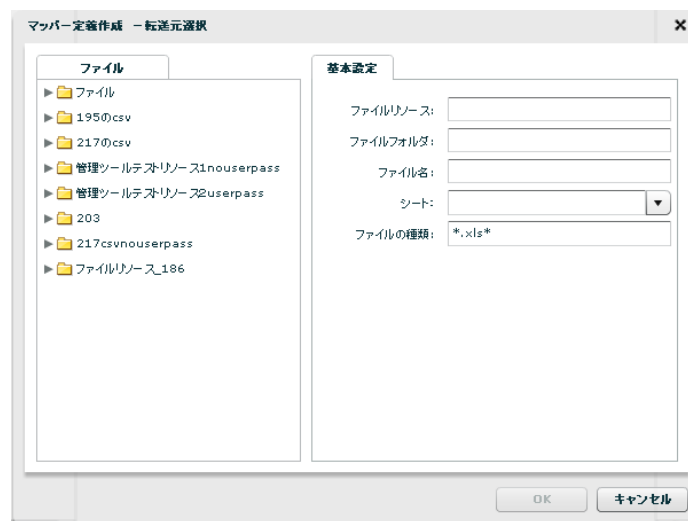 マッパー定義作成 －転送元選択
ファイル
ファイル
195のcsv
217のcsv
管理ツールテストリソース1nouserpass
管理ツールテストリソース2userpass
203
217csvnouserpass
ファイルリソース_186
基本設定
ファイルリソース:
ファイルフォルダ:
ファイル名:
シート:
ファイルの種類: *.xls*
OK キャンセル